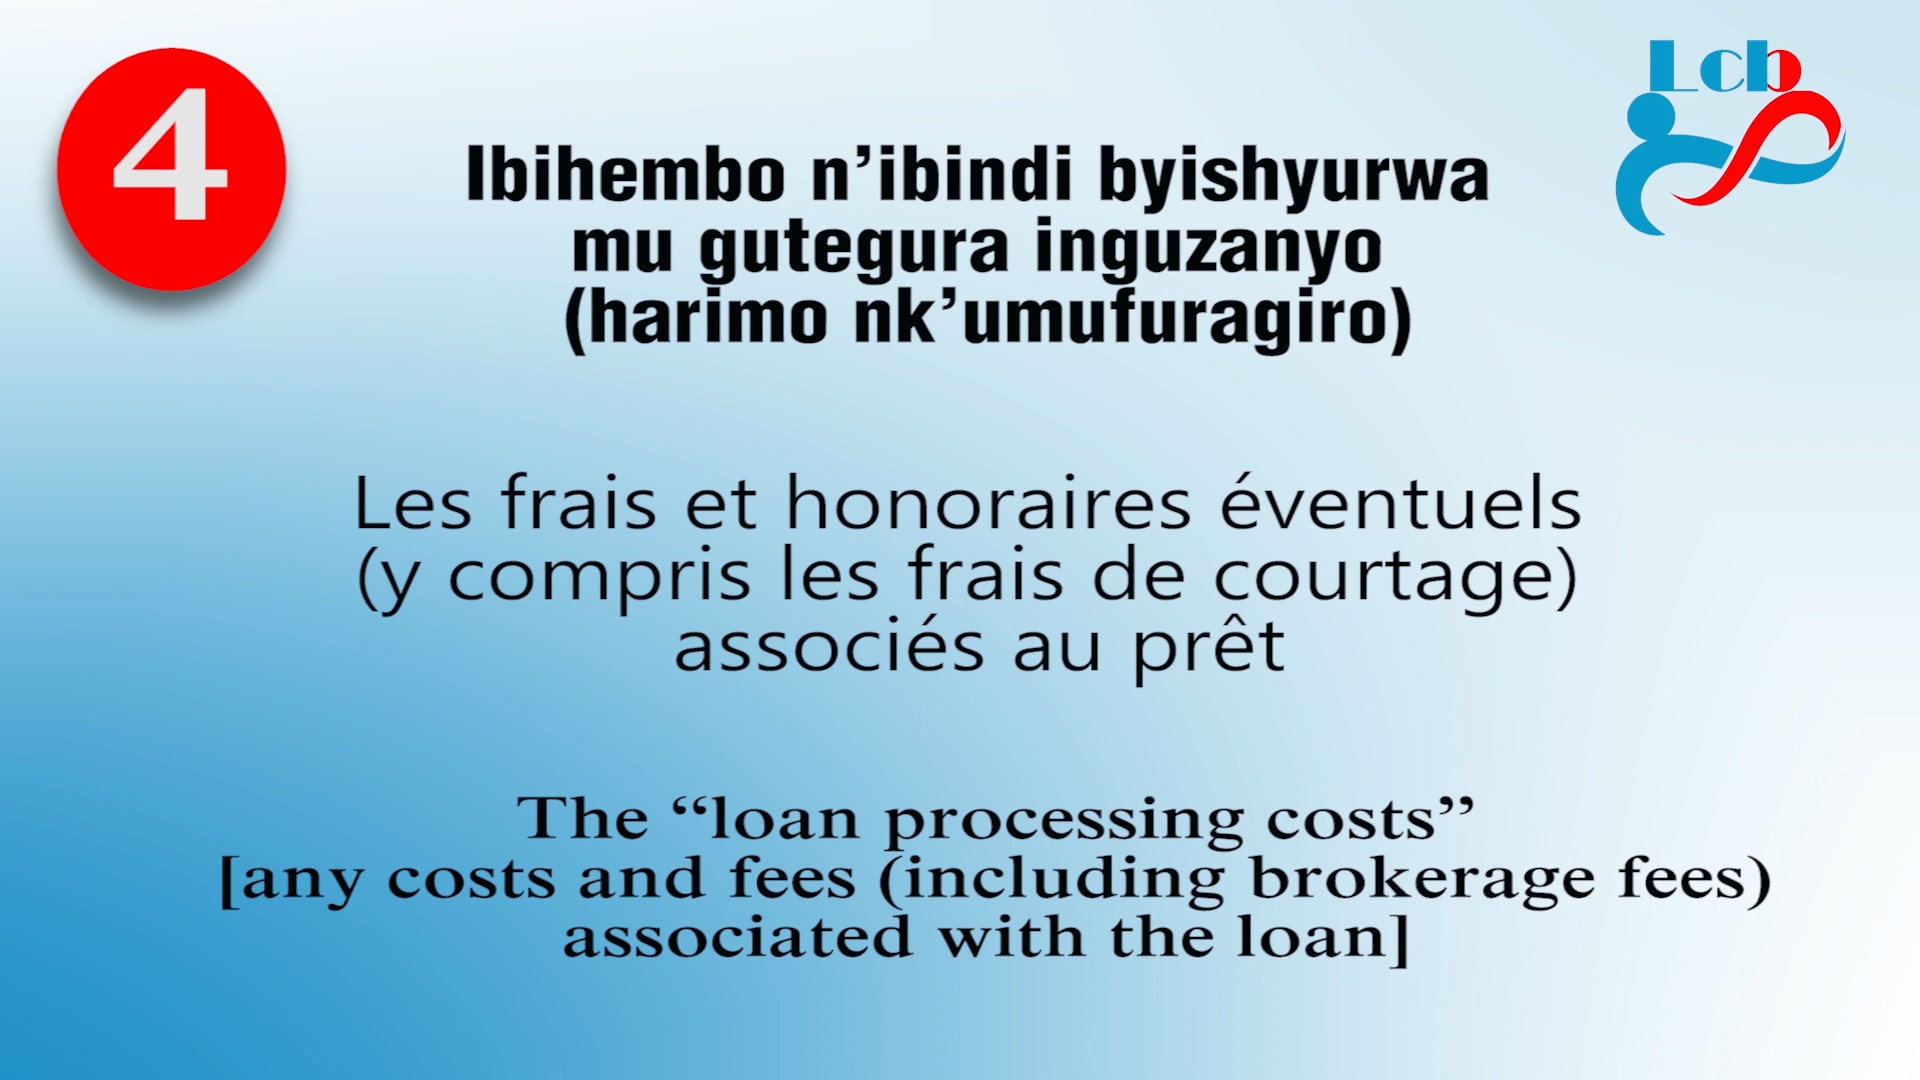 4
Lcb
Ibihembo n’ibindi byishyurwa
mu gutegura inguzanyo
(harimo nk’umufuragiro)
Les frais et honoraires éventuels
(y compris les frais de courtage)
associés au prêt
The “loan processing costs”
[any costs and fees (including brokerage fees)
associated with the loan]